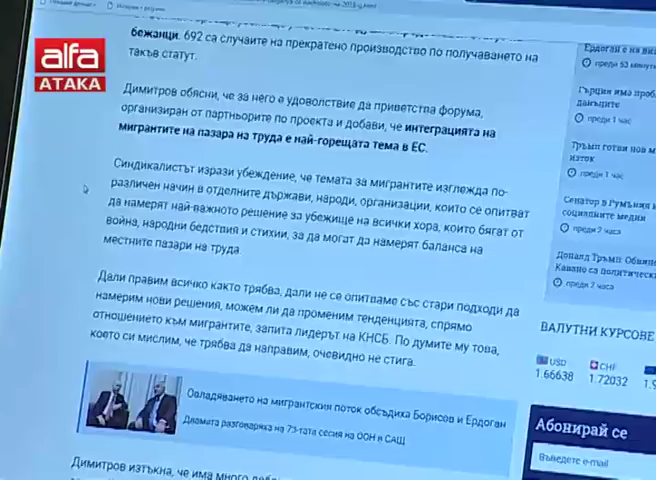 alfa
АТАКА
бежанци. 692 са случаите на прекратено производство по получаването на
такъв статут.
Димитров обясни, че за него е удоволствие да приветства форума,
организиран от партньорите по проекта и добави, че интеграцията на
мигрантите на пазара на труда е най-горещата тема в ЕС.
Синдикалистът изрази убеждение, че темата за мигрантите изглежда по-
различен начин в отделните държави, народи, организации, които се опитват
да намерят най-важното решение за убежище на всички хора, които бягат от
война, народни бедствия и стихии, за да могат да намерят баланса на
местните пазари на труда.
Дали правим всичко както трябва, дали не се опитваме със стари подходи да
намерим нови решения, можем ли да променим тенденцията, спрямо
отношението към мигрантите, запита лидерът на КНСБ. По думите му това,
което си мислим, че трябва да направим, очевидно не стига.
Овладяването на мигрантския поток обсъдиха Борисов и Ердоган
Двамата разговаряха на 73-тата сесия на ООН в САЩ
Димитров изтъкна, че има много
Ердоган е на
преди 53 минути
Гърция има
данъците
преди 1 час
Тръмп готви нов
изток
преди 1 час
Сенатор в Румъния
социалните медии
преди 2 часа
Доналд Тръмп:
Кавано са
преди 2 часа
ВАЛУТНИ КУРСОВЕ
USD
1.66638
CHF
1.72032
Абонирай се
Въведете e-mail